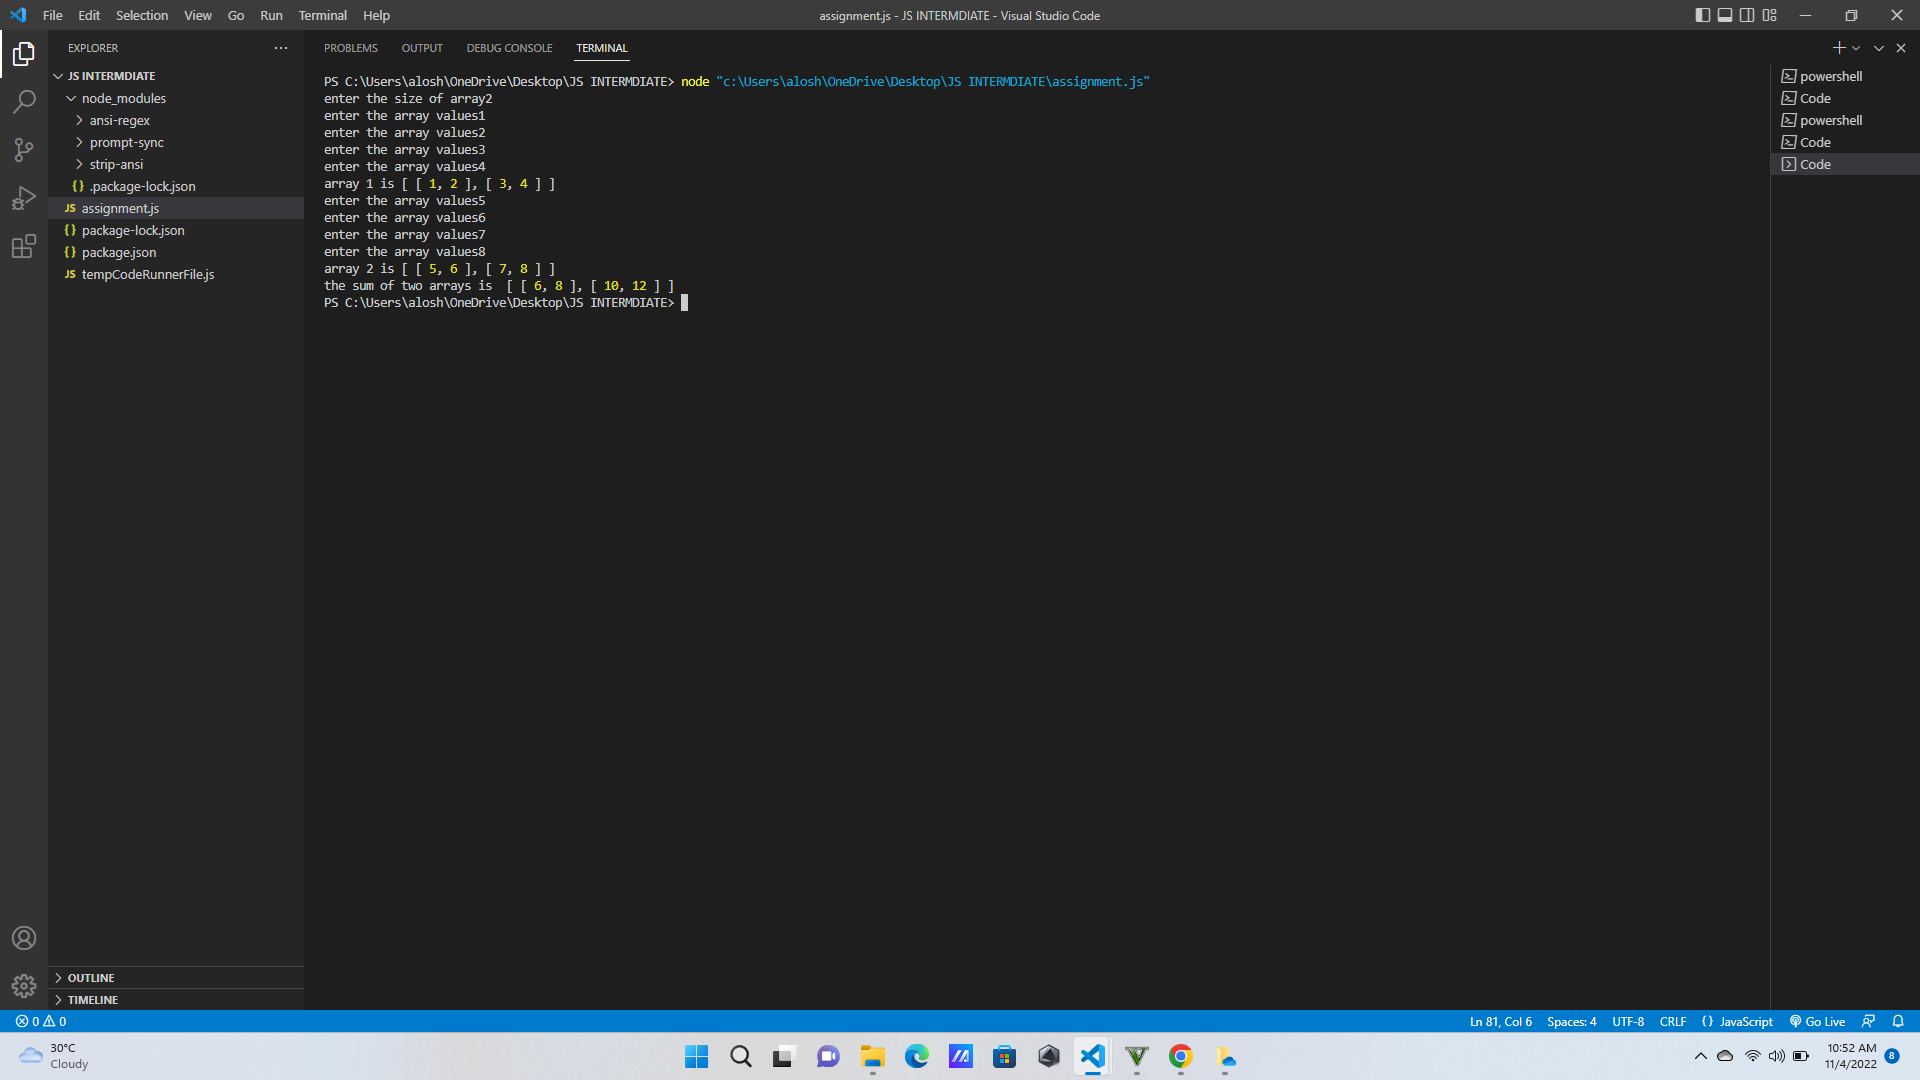 File Edit Selection View Go Run Terminal Help
assignment.js - JS INTERMDIATE - Visual Studio Code
EXPLORER
JS INTERMDIATE
node_modules
ansi-regex
prompt-sync
strip-ansi
{} .package-lock.json
JS assignment.js
{} package-lock.json
{} package.json
JS tempCodeRunnerFile.js
OUTLINE
TIMELINE
PROBLEMS OUTPUT DEBUG CONSOLE TERMINAL
PS C:\Users\alosh\OneDrive\Desktop\JS INTERMDIATE> node "c:\Users\alosh\OneDrive\Desktop\JS INTERMDIATE\assignment.js"
enter the size of array2
enter the array values1
enter the array values2
enter the array values3
enter the array values4
array 1 is [ [ 1, 2 ], [ 3, 4 ] ]
enter the array values5
enter the array values6
enter the array values7
enter the array values8
array 2 is [ [ 5, 6 ], [ 7, 8 ] ]
the sum of two arrays is  [ [ 6, 8 ], [ 10, 12 ] ]
PS C:\Users\alosh\OneDrive\Desktop\JS INTERMDIATE>
powershell
Code
powershell
Code
Code
0 0
Ln 81, Col 6 Spaces: 4 UTF-8 CRLF {} JavaScript Go Live
30°C
Cloudy
10:52 AM
11/4/2022
8